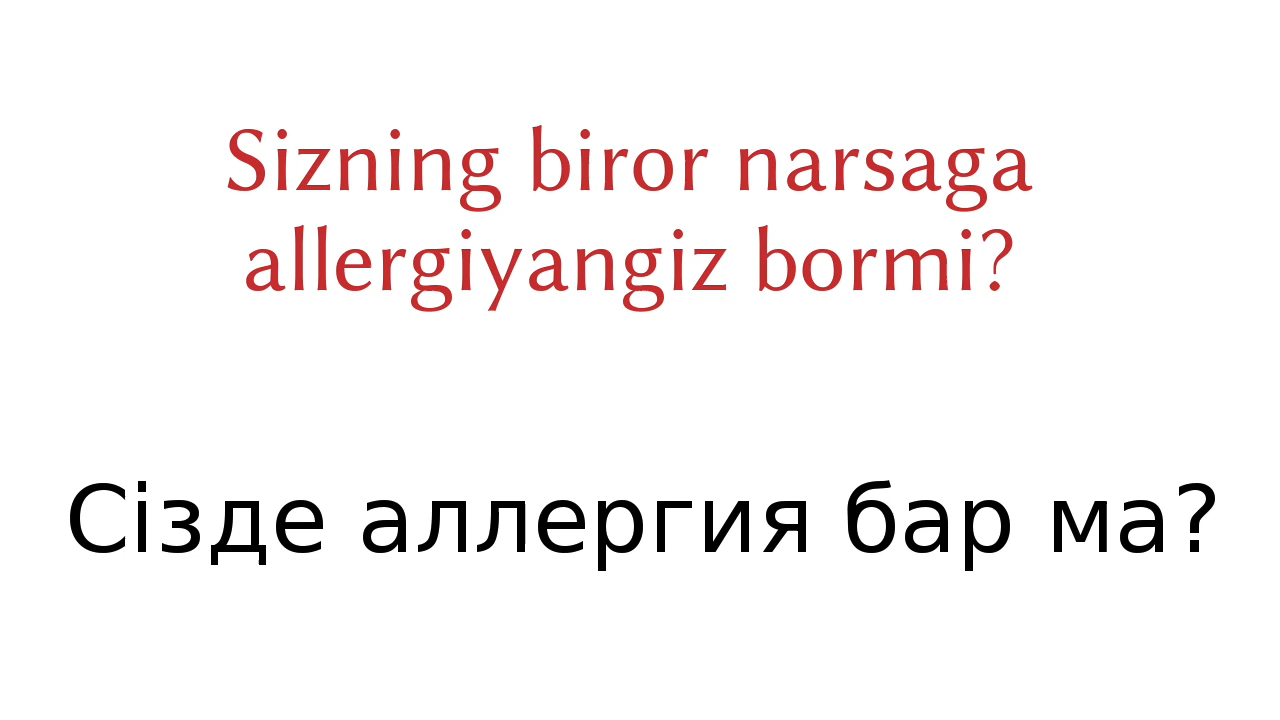 Sizning biror narsaga
allergiyangiz bormi?
Сізде аллергия бар ма?